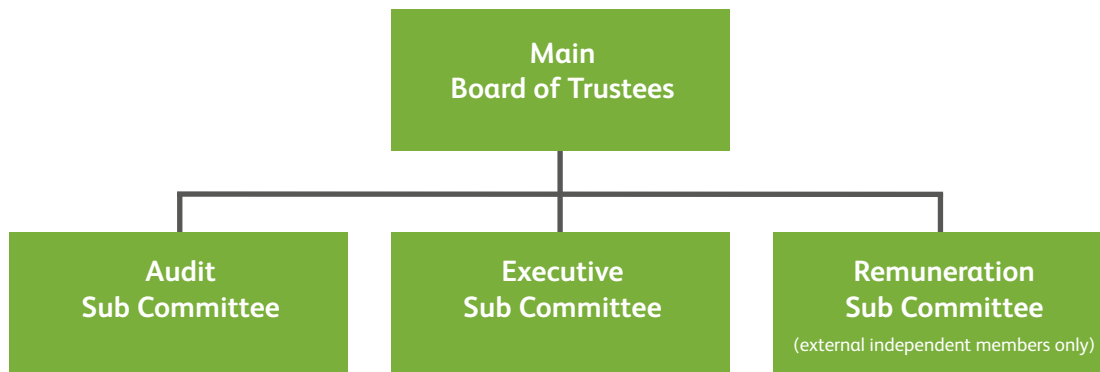 Main
Board of Trustees
Audit
Sub Committee
Executive
Sub Committee
Remuneration
Sub Committee
(external independent members only)